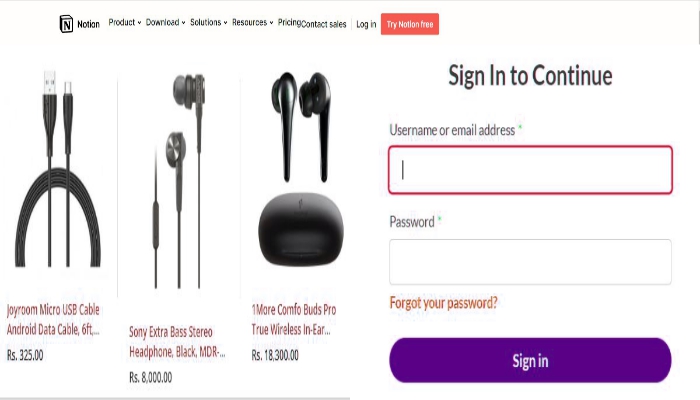 Notion Product Download Solutions Resources Pricing Contact sales Log in Try Notion free
Joyroom Micro USB Cable
Android Data Cable, 6ft,...
Rs. 325.00
Sony Extra Bass Stereo
Headphone, Black, MDR-...
Rs. 8,000.00
1More Comfo Buds Pro
True Wireless In-Ear...
Rs. 18,300.00
Sign In to Continue
Username or email address *
Password *
Forgot your password?
Sign in